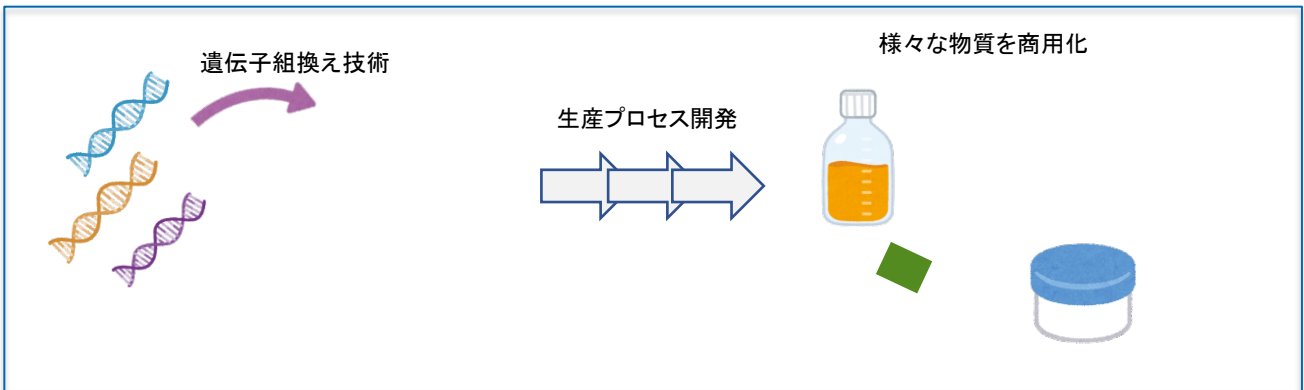 遺伝子組換え技術
様々な物質を商用化
生産プロセス開発